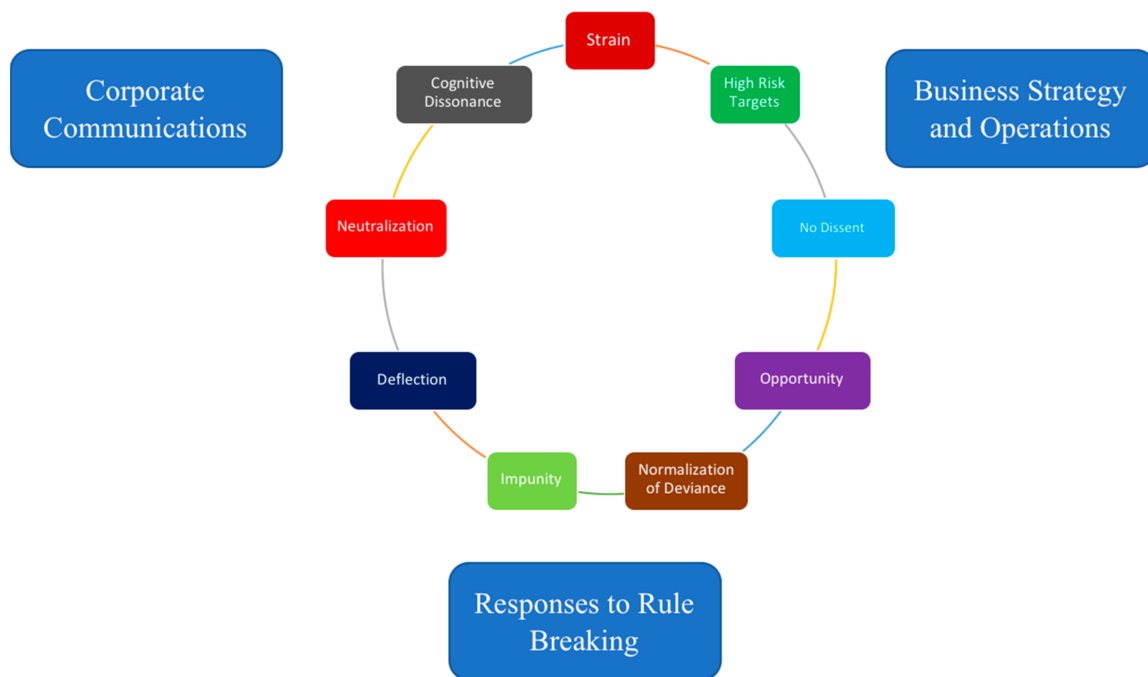 Strain
Corporate
Communications
Cognitive
Dissonance
High Risk
Targets
Business Strategy
and Operations
Neutralization
No Dissent
Deflection
Opportunity
Impunity
Normalization
of Deviance
Responses to Rule
Breaking